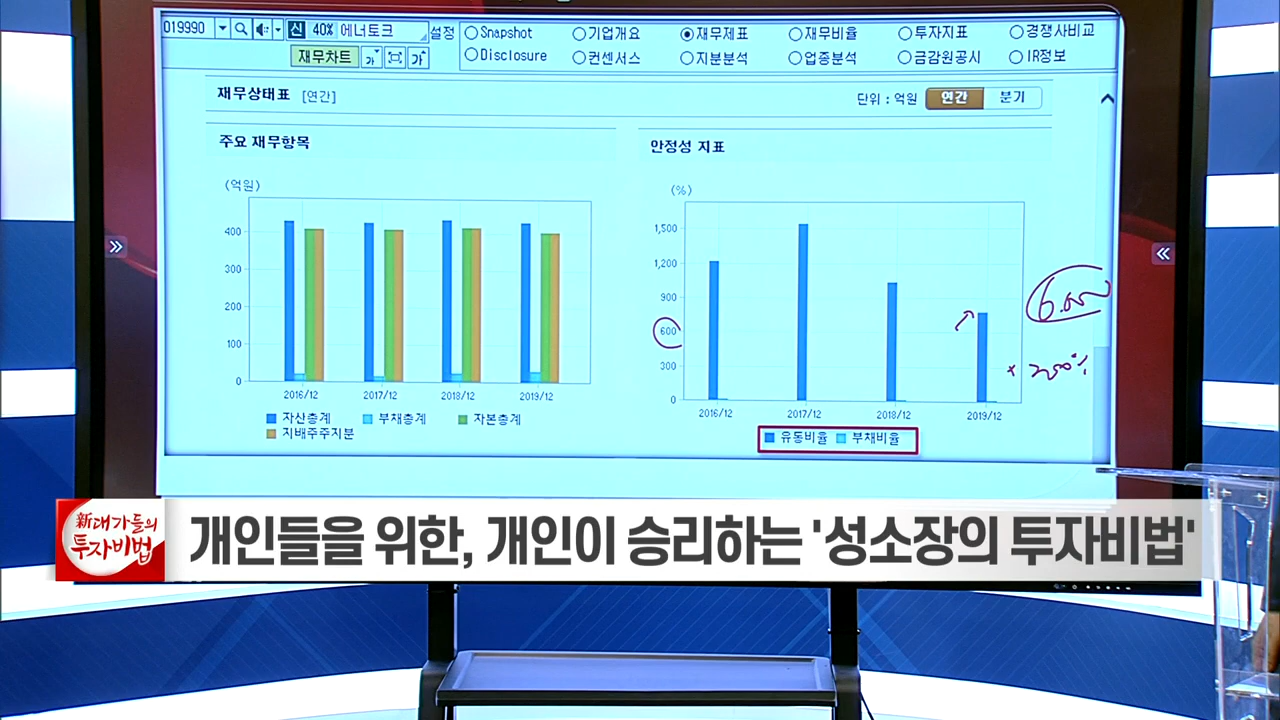 019990 신 40% 에너토크 설정
Snapshot 기업개요 재무제표 재무비율 투자지표 경쟁사비교
Disclosure 컨센서스 지분분석 업종분석 금감원공시 IR정보
재무차트 가 가
재무상태표 [연간]
단위 : 억원 연간 분기
주요 재무항목
(억원)
400
300
200
100
0
2016/12 2017/12 2018/12 2019/12
자산총계 부채총계 자본총계
지배주주지분
안정성 지표
(%)
1,500
1,200
900
600
300
0
2016/12 2017/12 2018/12 2019/12
유동비율 부채비율
新대가들의
투자비법
개인들을 위한, 개인이 승리하는 '성소장의 투자비법'